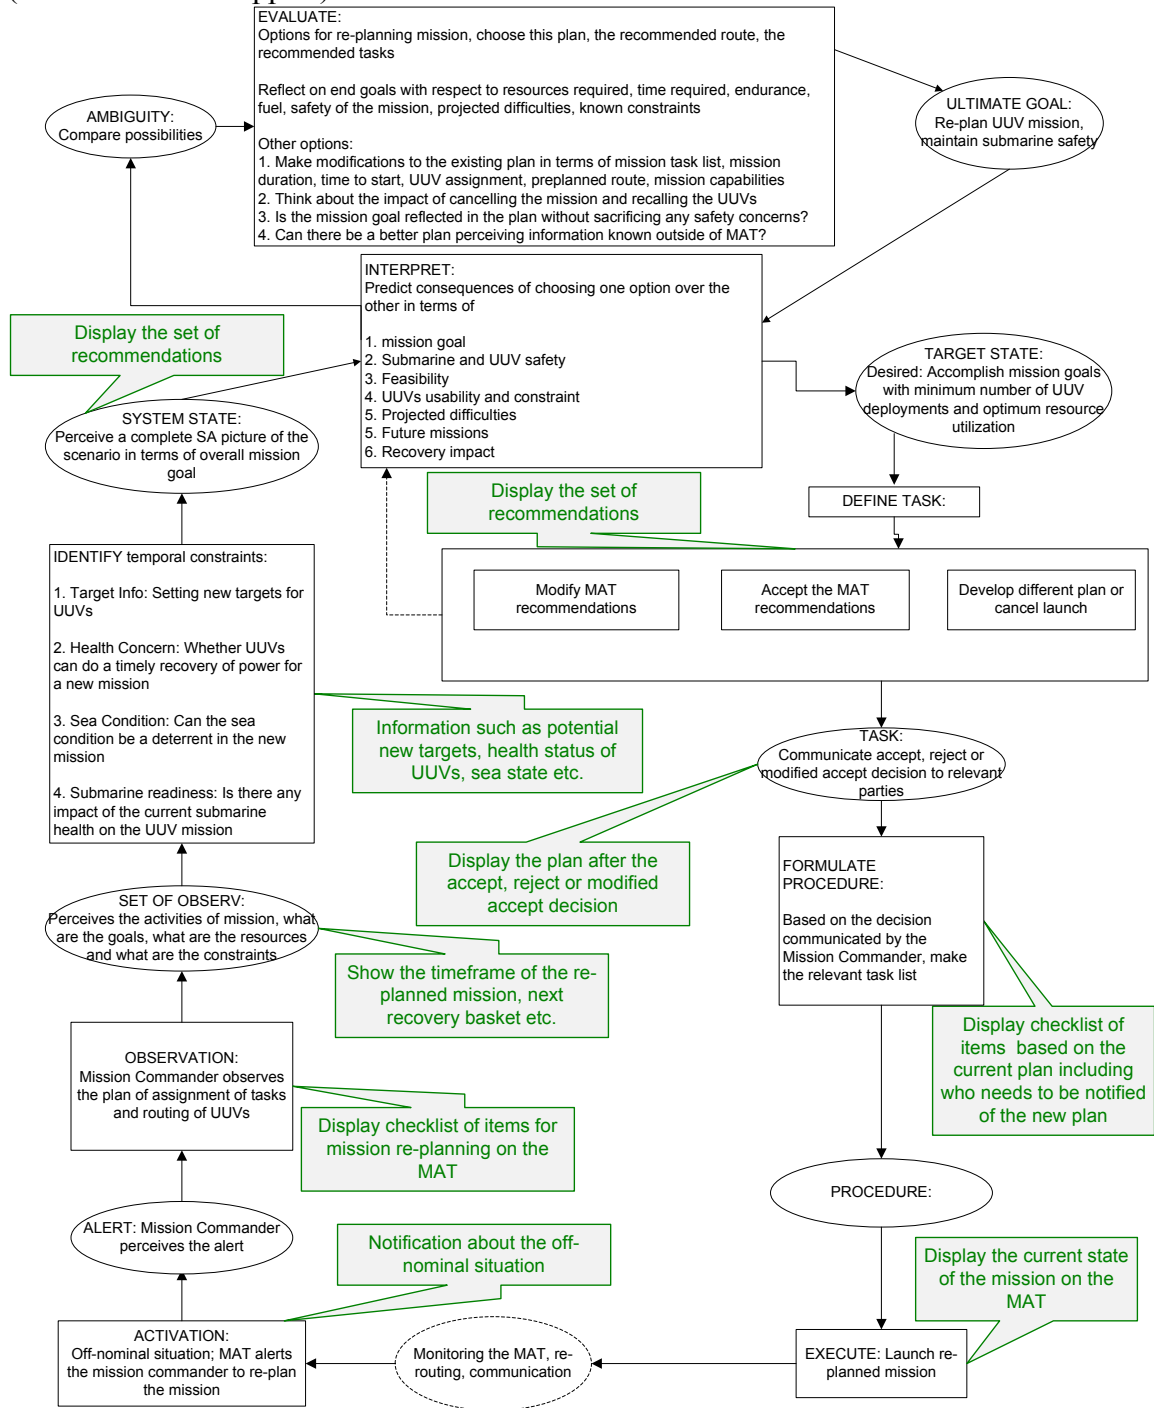 EVALUATE:
Options for re-planning mission, choose this plan, the recommended route, the
recommended tasks
Reflect on end goals with respect to resources required, time required, endurance,
fuel, safety of the mission, projected difficulties, known constraints
Other options:
1. Make modifications to the existing plan in terms of mission task list, mission
duration, time to start, UUV assignment, preplanned route, mission capabilities
2. Think about the impact of cancelling the mission and recalling the UUVs
3. Is the mission goal reflected in the plan without sacrificing any safety concerns?
4. Can there be a better plan perceiving information known outside of MAT?
AMBIGUITY:
Compare possibilities
ULTIMATE GOAL:
Re-plan UUV mission,
maintain submarine safety
INTERPRET:
Predict consequences of choosing one option over the
other in terms of
1. mission goal
2. Submarine and UUV safety
3. Feasibility
4. UUVs usability and constraint
5. Projected difficulties
5. Future missions
6. Recovery impact
Display the set of
recommendations
TARGET STATE:
Desired: Accomplish mission goals
with minimum number of UUV
deployments and optimum resource
utilization
SYSTEM STATE:
Perceive a complete SA picture of the
scenario in terms of overall mission
goal
Display the set of
recommendations
DEFINE TASK:
IDENTIFY temporal constraints:
1. Target Info: Setting new targets for
UUVs
2. Health Concern: Whether UUVs
can do a timely recovery of power for
a new mission
3. Sea Condition: Can the sea
condition be a deterrent in the new
mission
4. Submarine readiness: Is there any
impact of the current submarine
health on the UUV mission
Modify MAT
recommendations
Accept the MAT
recommendations
Develop different plan or
cancel launch
Information such as potential
new targets, health status of
UUVs, sea state etc.
TASK:
Communicate accept, reject or
modified accept decision to relevant
parties
Display the plan after the
accept, reject or modified
accept decision
FORMULATE
PROCEDURE:
Based on the decision
communicated by the
Mission Commander, make
the relevant task list
SET OF OBSERV:
Perceives the activities of mission, what
are the goals, what are the resources
and what are the constraints
Show the timeframe of the re-
planned mission, next
recovery basket etc.
Display checklist of
items based on the
current plan including
who needs to be notified
of the new plan
OBSERVATION:
Mission Commander observes
the plan of assignment of tasks
and routing of UUVs
Display checklist of items for
mission re-planning on the
MAT
PROCEDURE:
ALERT: Mission Commander
perceives the alert
Notification about the off-
nominal situation
Display the current state
of the mission on the
MAT
ACTIVATION:
Off-nominal situation; MAT alerts
the mission commander to re-plan
the mission
Monitoring the MAT, re-
routing, communication
EXECUTE: Launch re-
planned mission